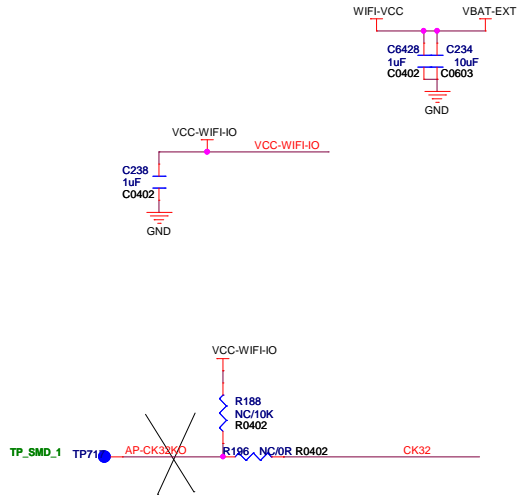 WIFI-VCC VBAT-EXT
C6428 C234
1uF 10uF
C0402 C0603
GND
VCC-WIFI-IO
VCC-WIFI-IO
C238
1uF
C0402
GND
VCC-WIFI-IO
R188
NC/10K
R0402
TP_SMD_1 AP-CK32KO R196 NC/0R R0402 CK32